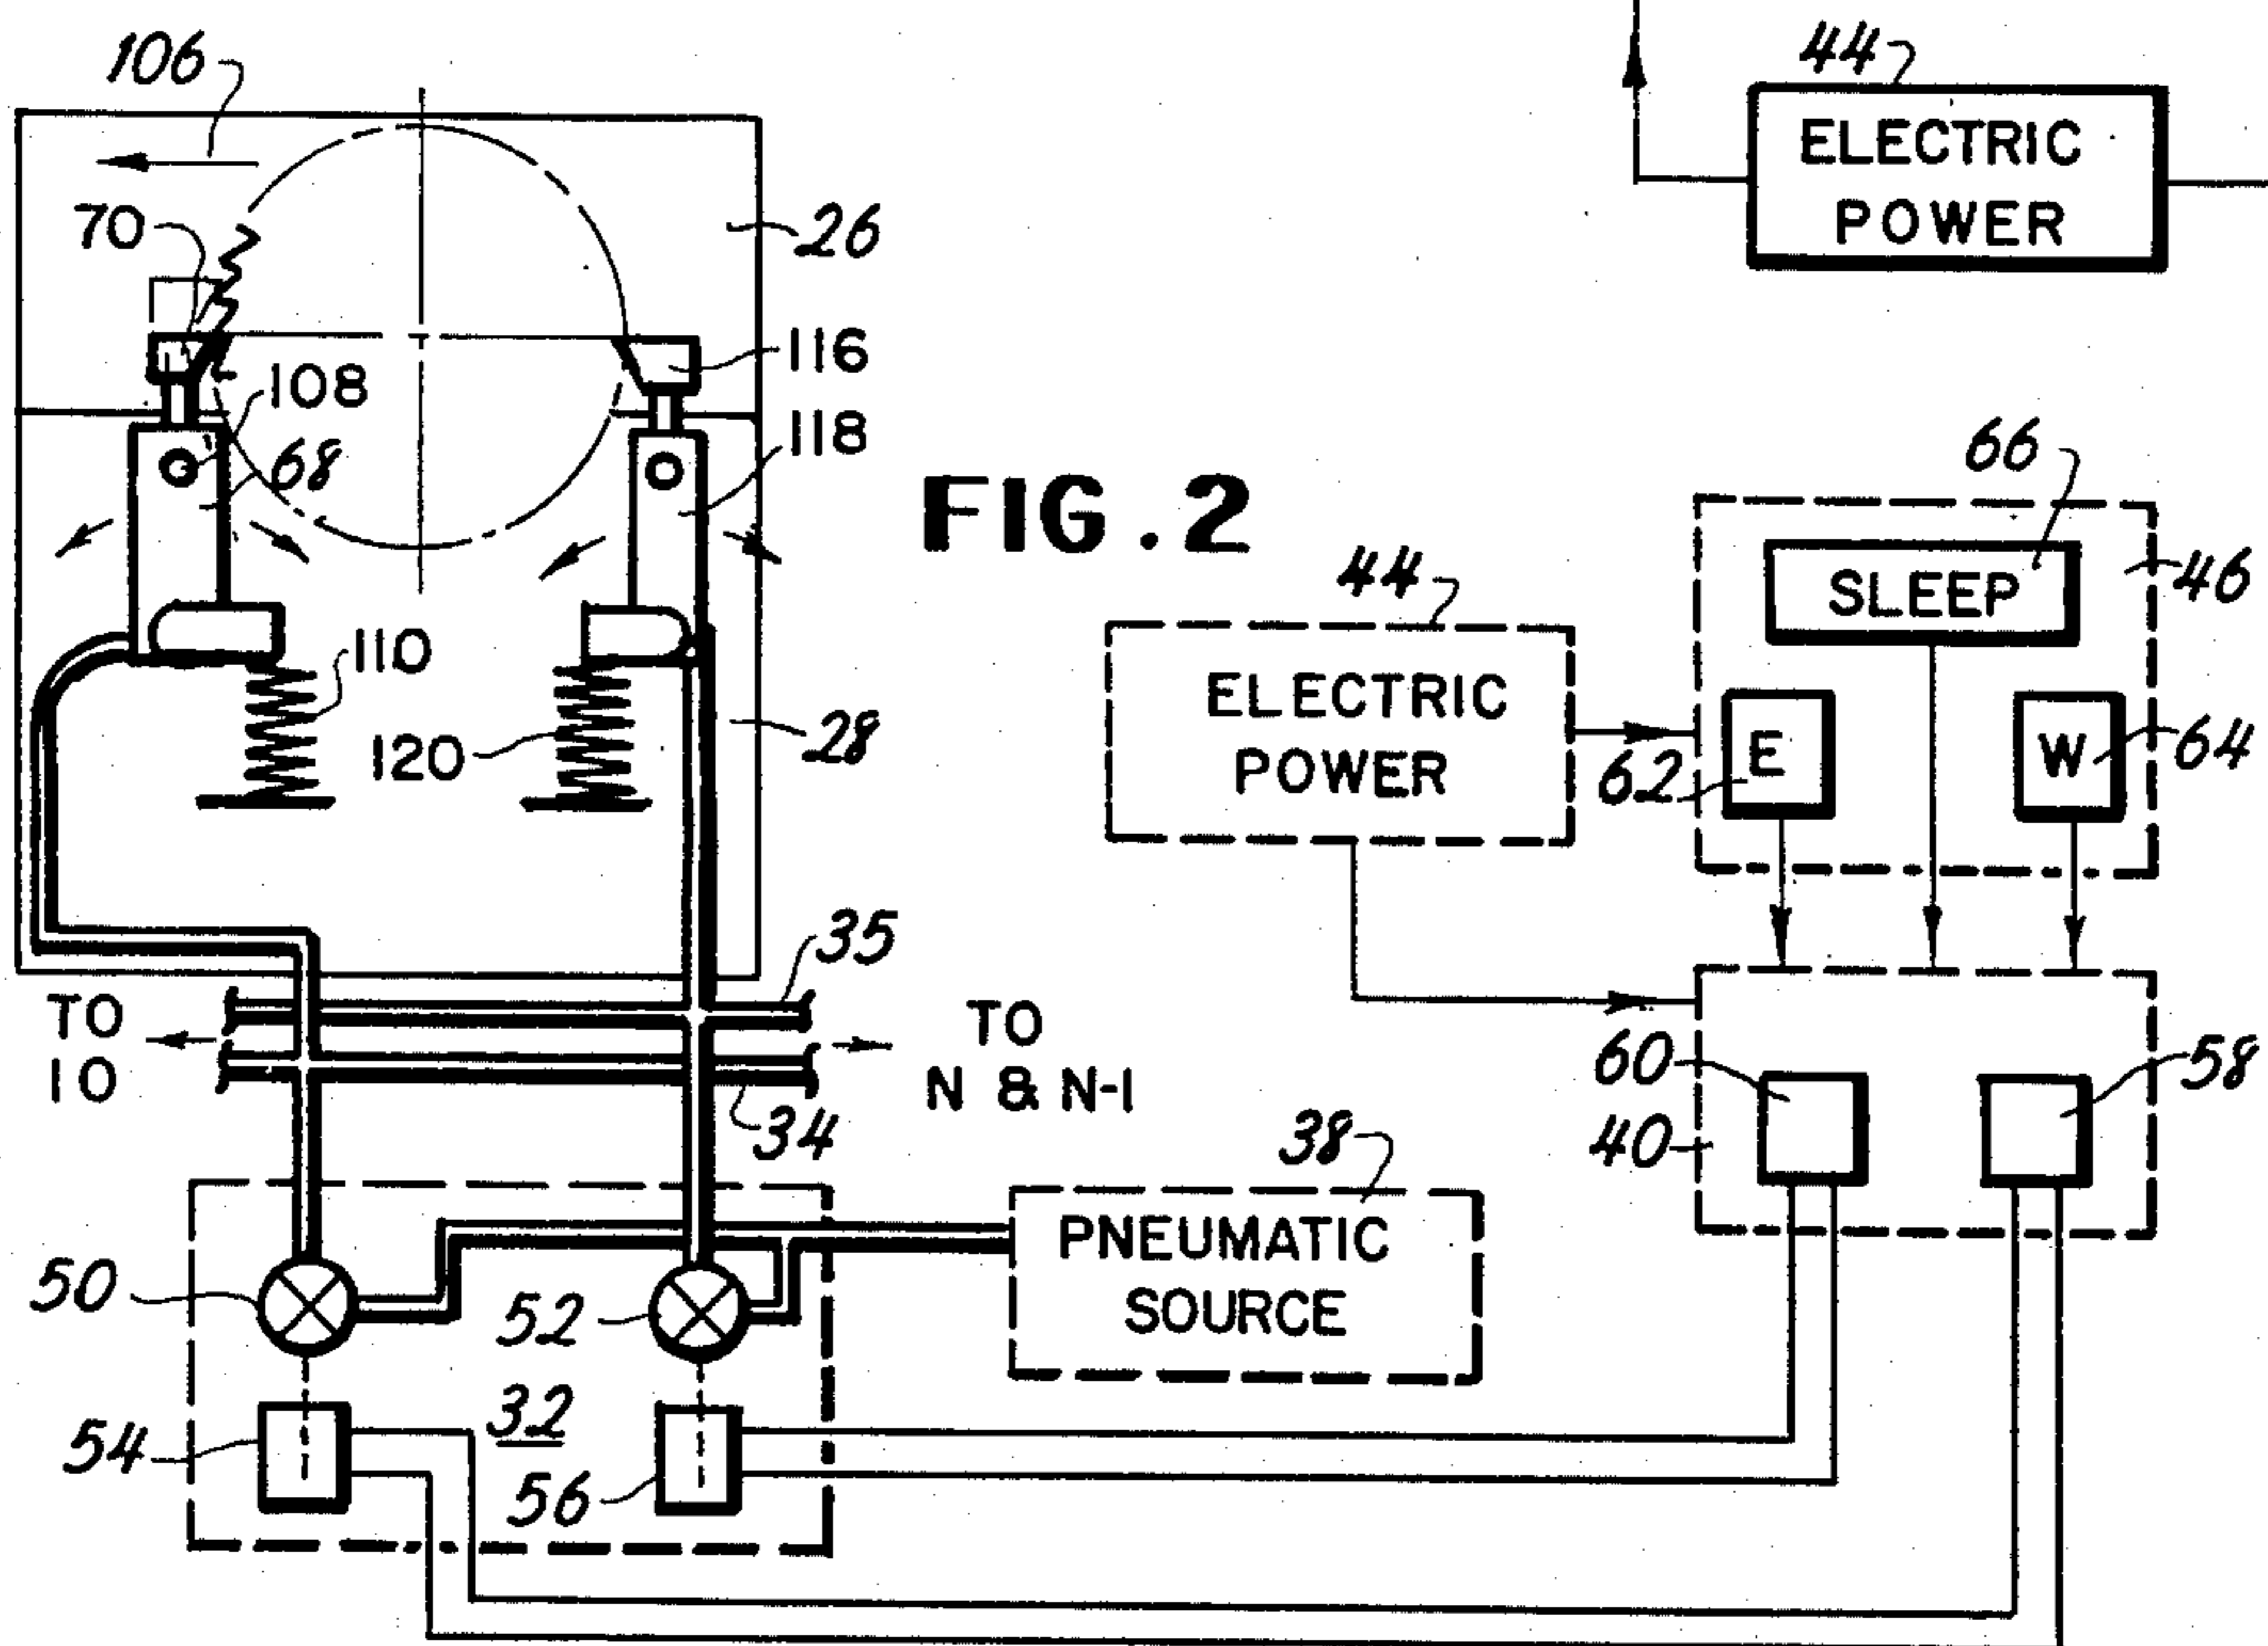 106
44
ELECTRIC
POWER
70
26
116
108
118
68
FIG.2
66
44
46
SLEEP
110
ELECTRIC
POWER
28
120
62
E
W
64
35
TO
10
TO
N & N-1
60
58
34
38
40
PNEUMATIC
SOURCE
50
52
32
54
56